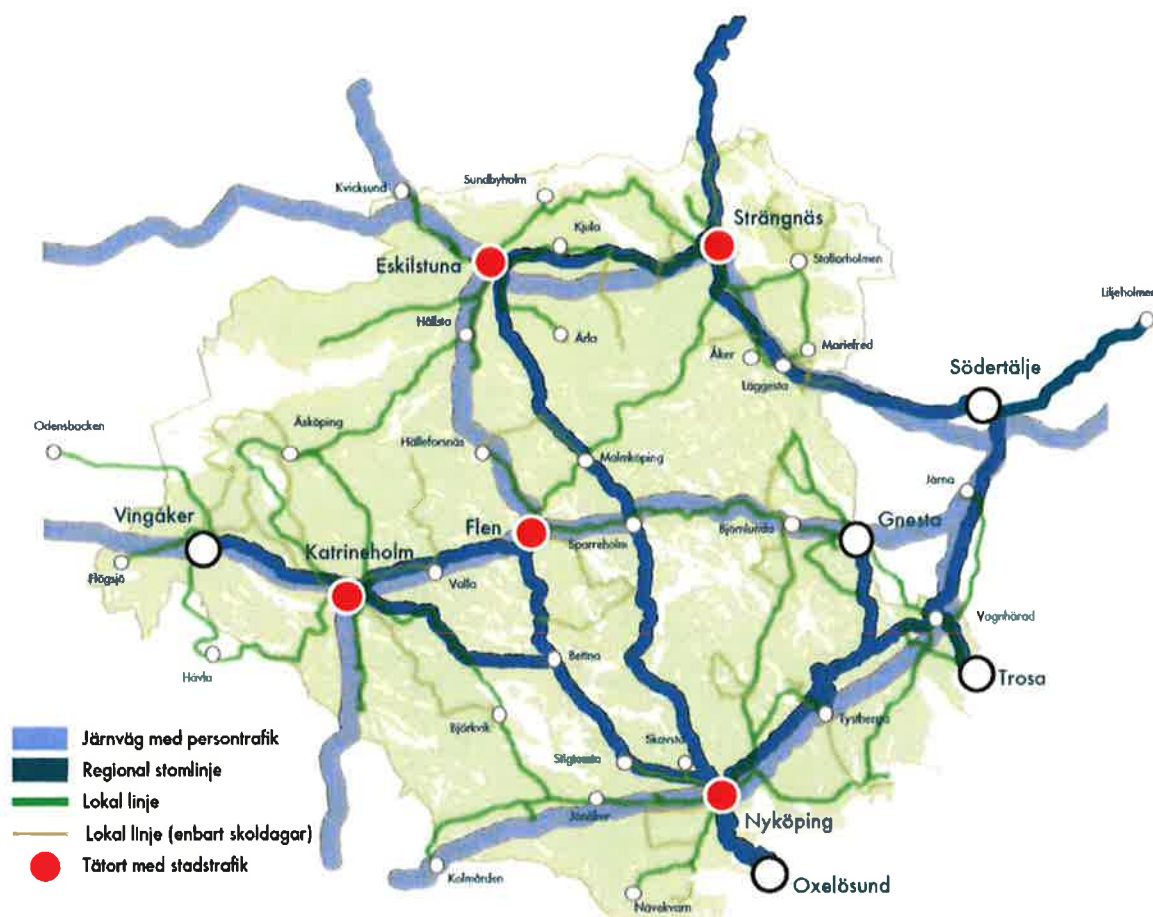 Kvicksund
Sundbyholm
Strängnäs
Kjula
Eskilstuna
Stallarholmen
Liljeholmen
Hällsta
Ärla
Åker
Mariefred
Läggesta
Södertälje
Odensbacken
Äsköping
Hälleforsnäs
Malmköping
Järna
Vingåker
Flen
Sparreholm
Björnlunda
Gnesta
Katrineholm
Högsjö
Valla
Vagnhärad
Hävla
Bettna
Trosa
Björkvik
Tystberga
Stigtomta
Skavsta
Jönåker
Nyköping
Kolmården
Nävekvarn
Oxelösund
Järnväg med persontrafik
Regional stomlinje
Lokal linje
Lokal linje (enbart skoldagar)
Tätort med stadstrafik